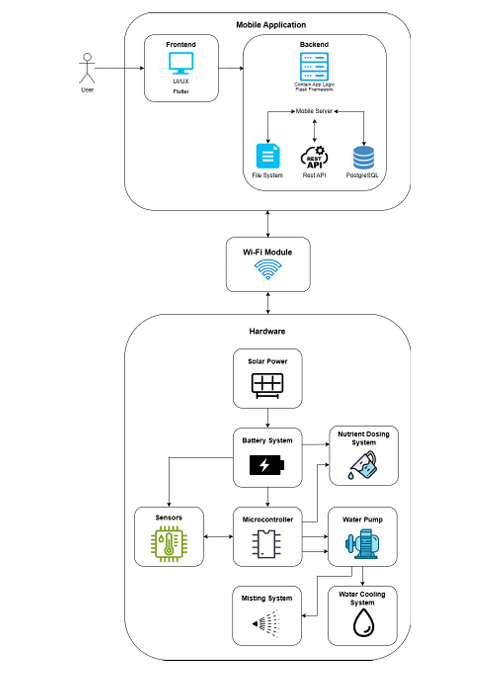 Mobile Application
Frontend
UI/UX
Flutter
Backend
Contain App Logic
Flask Framework
User
Mobile Server
REST
API
File System
Rest API
PostgreSQL
Wi-Fi Module
Hardware
Solar Power
Battery System
Nutrient Dosing
System
Sensors
Microcontroller
Water Pump
Misting System
Water Cooling
System